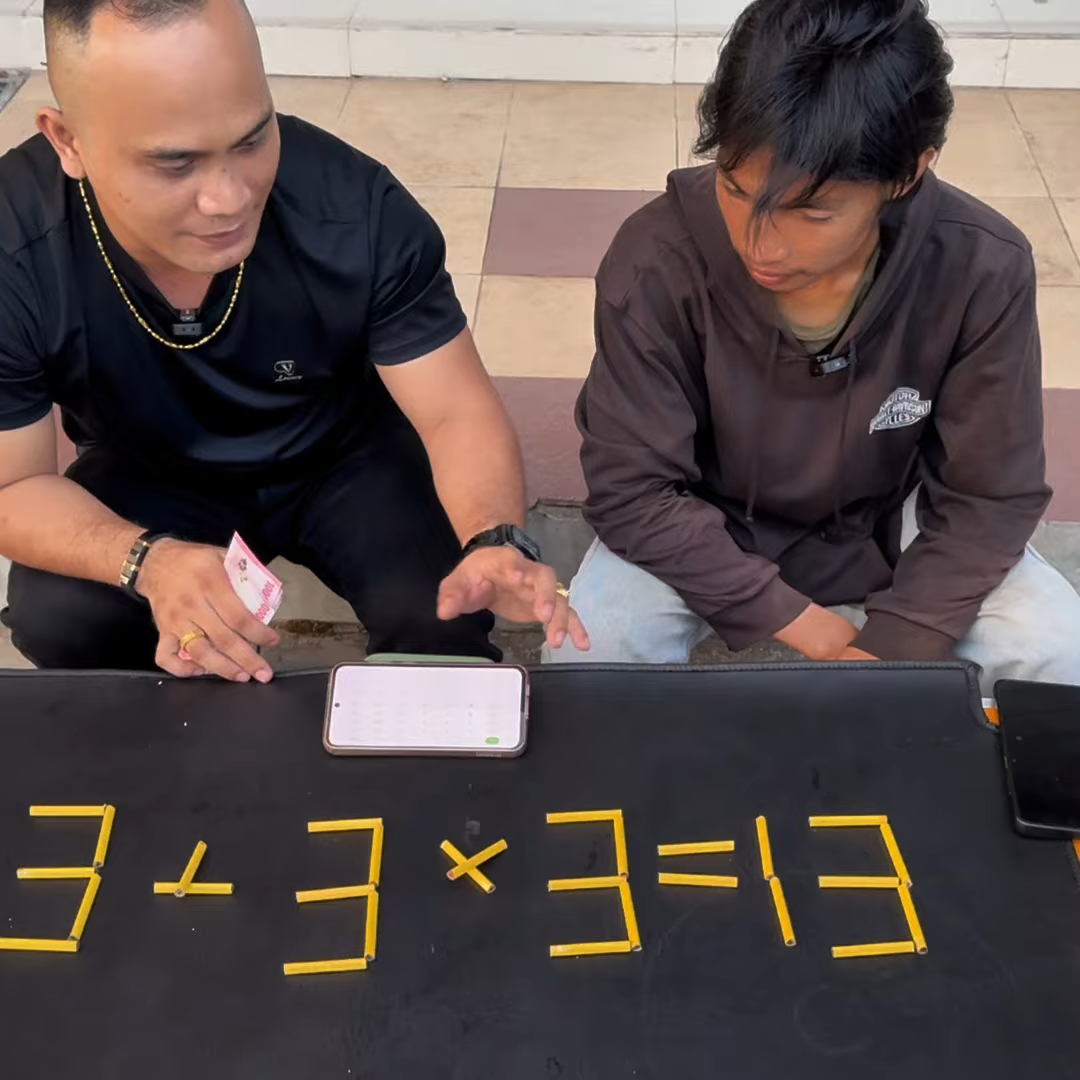 3 + 3 × 3 = 13